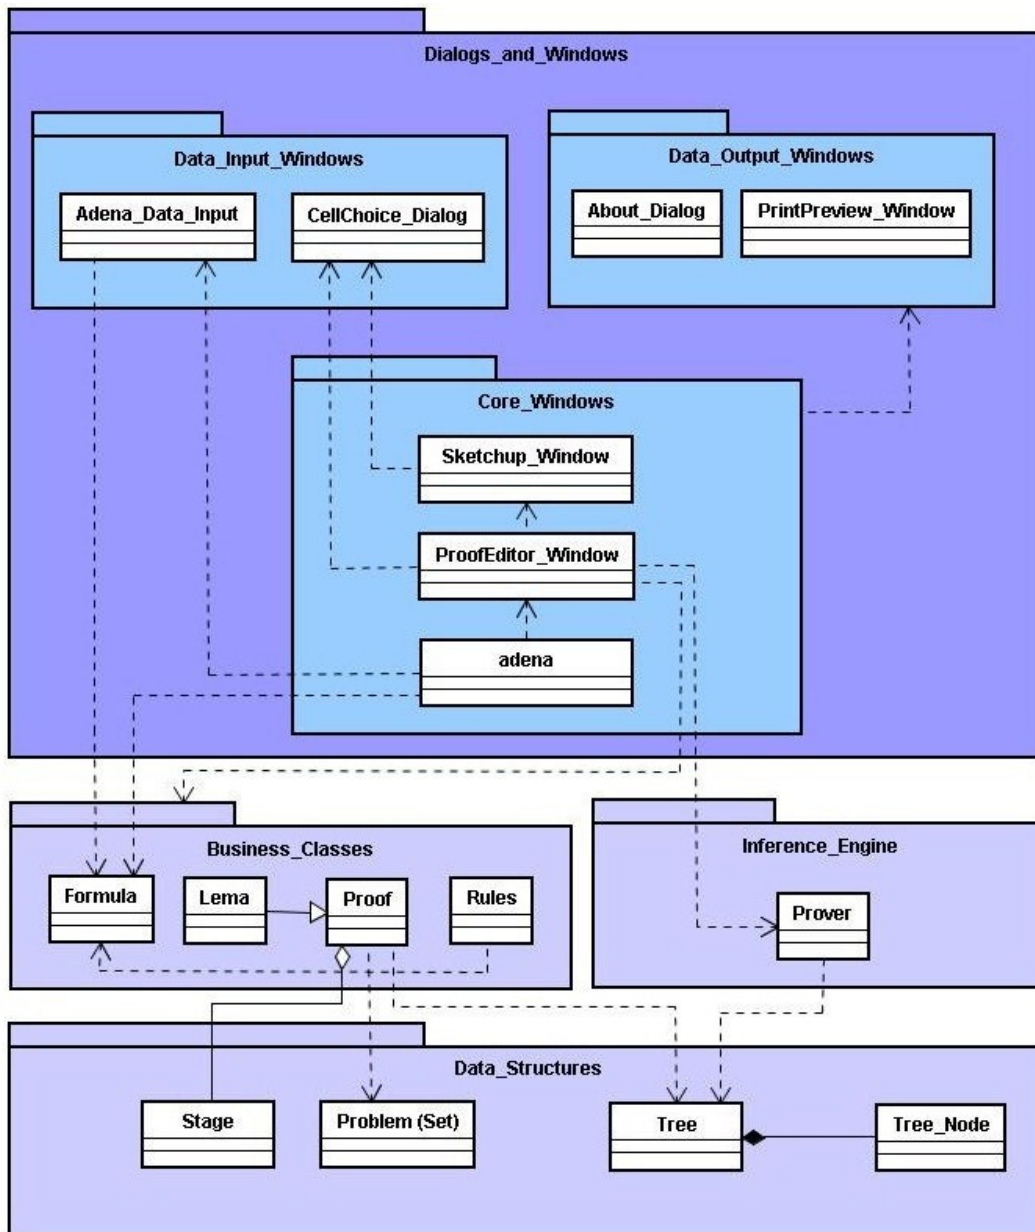 Dialogs_and_Windows
Data_Input_Windows
Data_Output_Windows
Adena_Data_Input
CellChoice_Dialog
About_Dialog
PrintPreview_Window
Core_Windows
Sketchup_Window
ProofEditor_Window
adena
Business_Classes
Inference_Engine
Formula
Lema
Proof
Rules
Prover
Data_Structures
Stage
Problem (Set)
Tree
Tree_Node